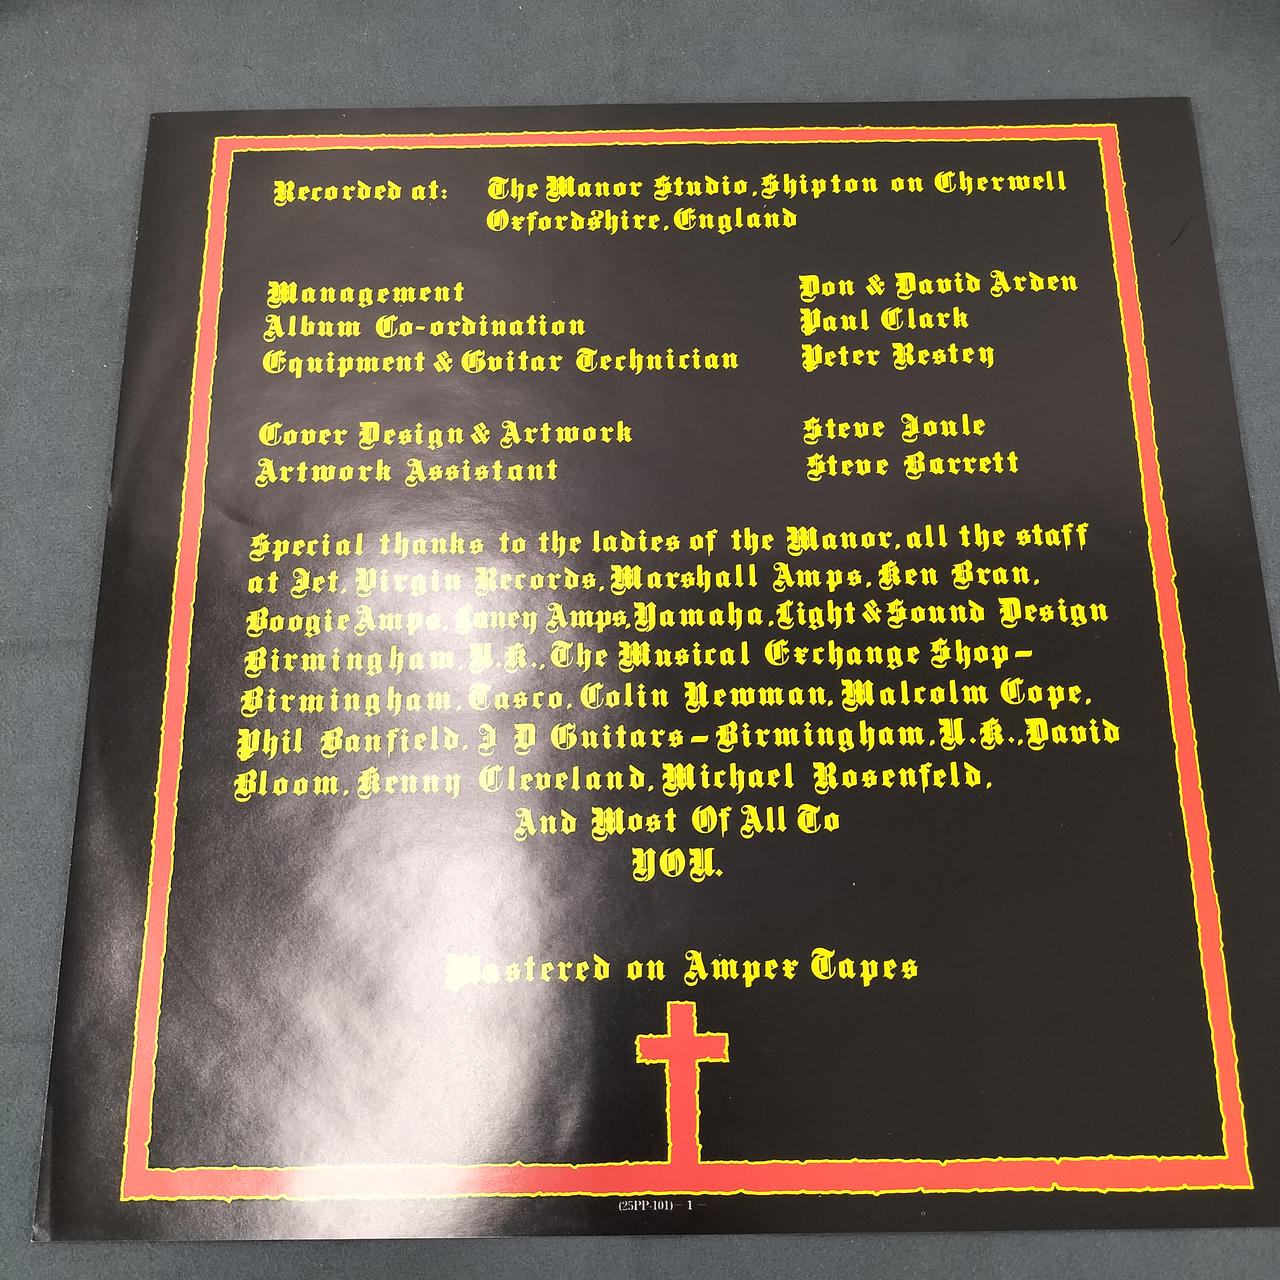 Recorded at: The Manor Studio, Shipton on Cherwell
OxfordShire, England
Management Don & David Arden
Album Co-ordination Paul Clark
Equipment & Guitar Technician Peter Restey
Cover Design & Artwork Steve Joule
Artwork Assistant Steve Barrett
Special thanks to the ladies of the Manor, all the staff
at Jet, Virgin Records, Marshall Amps, Ken Bran,
Boogie Amps, Laney Amps, Yamaha, Light & Sound Design
Birmingham, U.K., The Musical Exchange Shop-
Birmingham, Tasco, Colin Newman, Malcolm Cope,
Phil Banfield, J D Guitars-Birmingham, U.K., David
Bloom, Kenny Cleveland, Michael Rosenfeld,
And Most Of All To
YOU.
Mastered on Ampex Tapes
(25PP-101)- 1 -